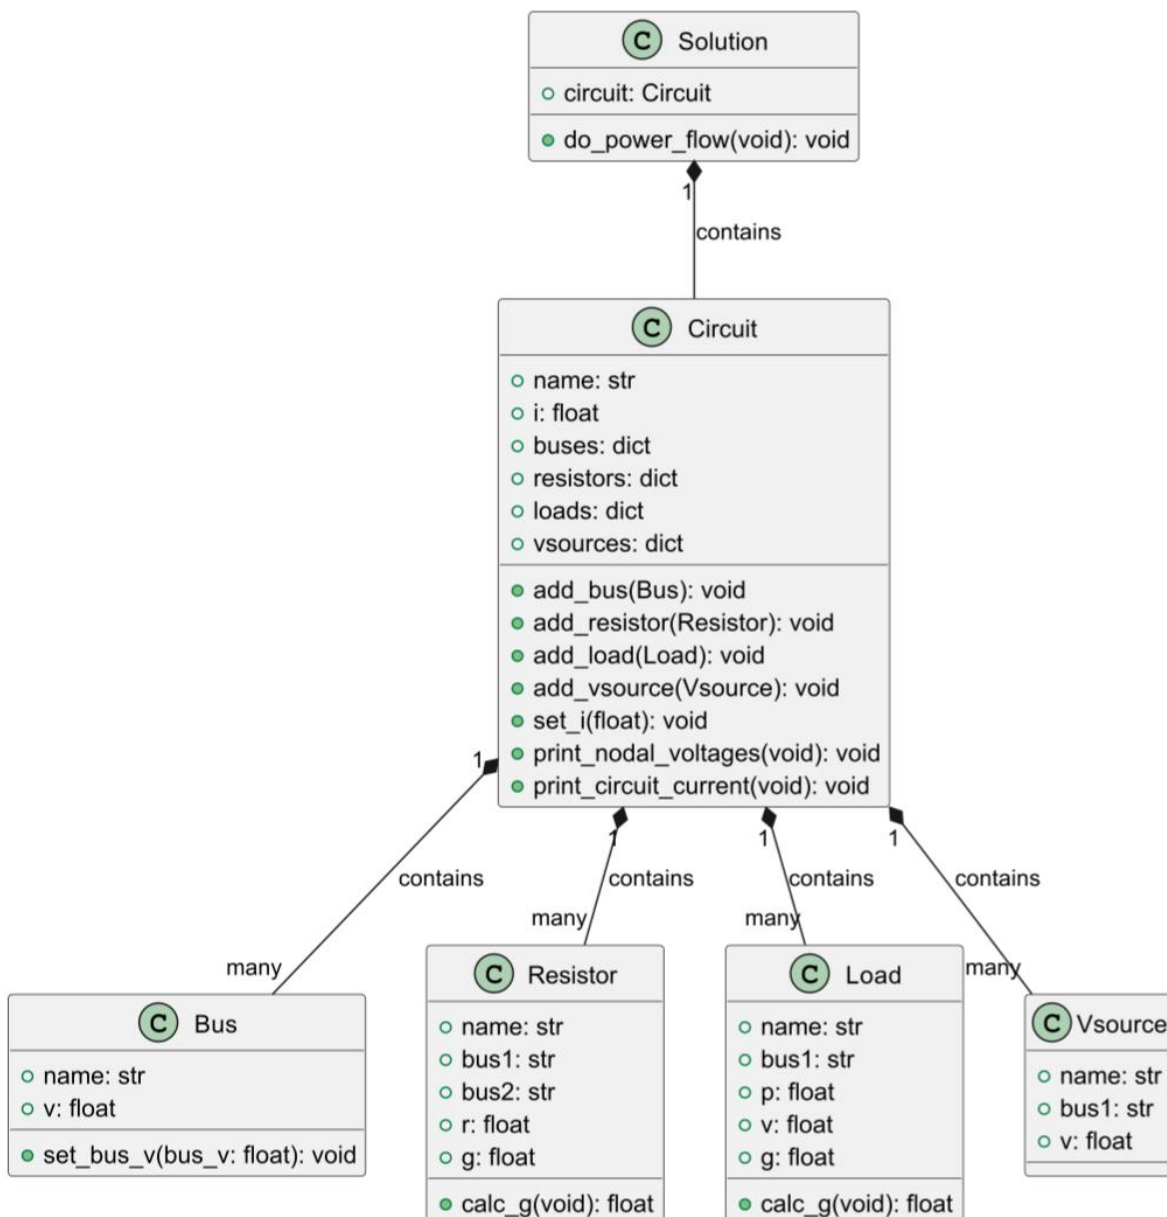 C Solution
circuit: Circuit
do_power_flow(void): void
1
contains
C Circuit
name: str
i: float
buses: dict
resistors: dict
loads: dict
vsources: dict
add_bus(Bus): void
add_resistor(Resistor): void
add_load(Load): void
add_vsource(Vsource): void
set_i(float): void
print_nodal_voltages(void): void
print_circuit_current(void): void
1
1
1
1
contains
contains
contains
contains
many
many
many
many
C Bus
name: str
v: float
set_bus_v(bus_v: float): void
C Resistor
name: str
bus1: str
bus2: str
r: float
g: float
calc_g(void): float
C Load
name: str
bus1: str
p: float
v: float
g: float
calc_g(void): float
C Vsource
name: str
bus1: str
v: float